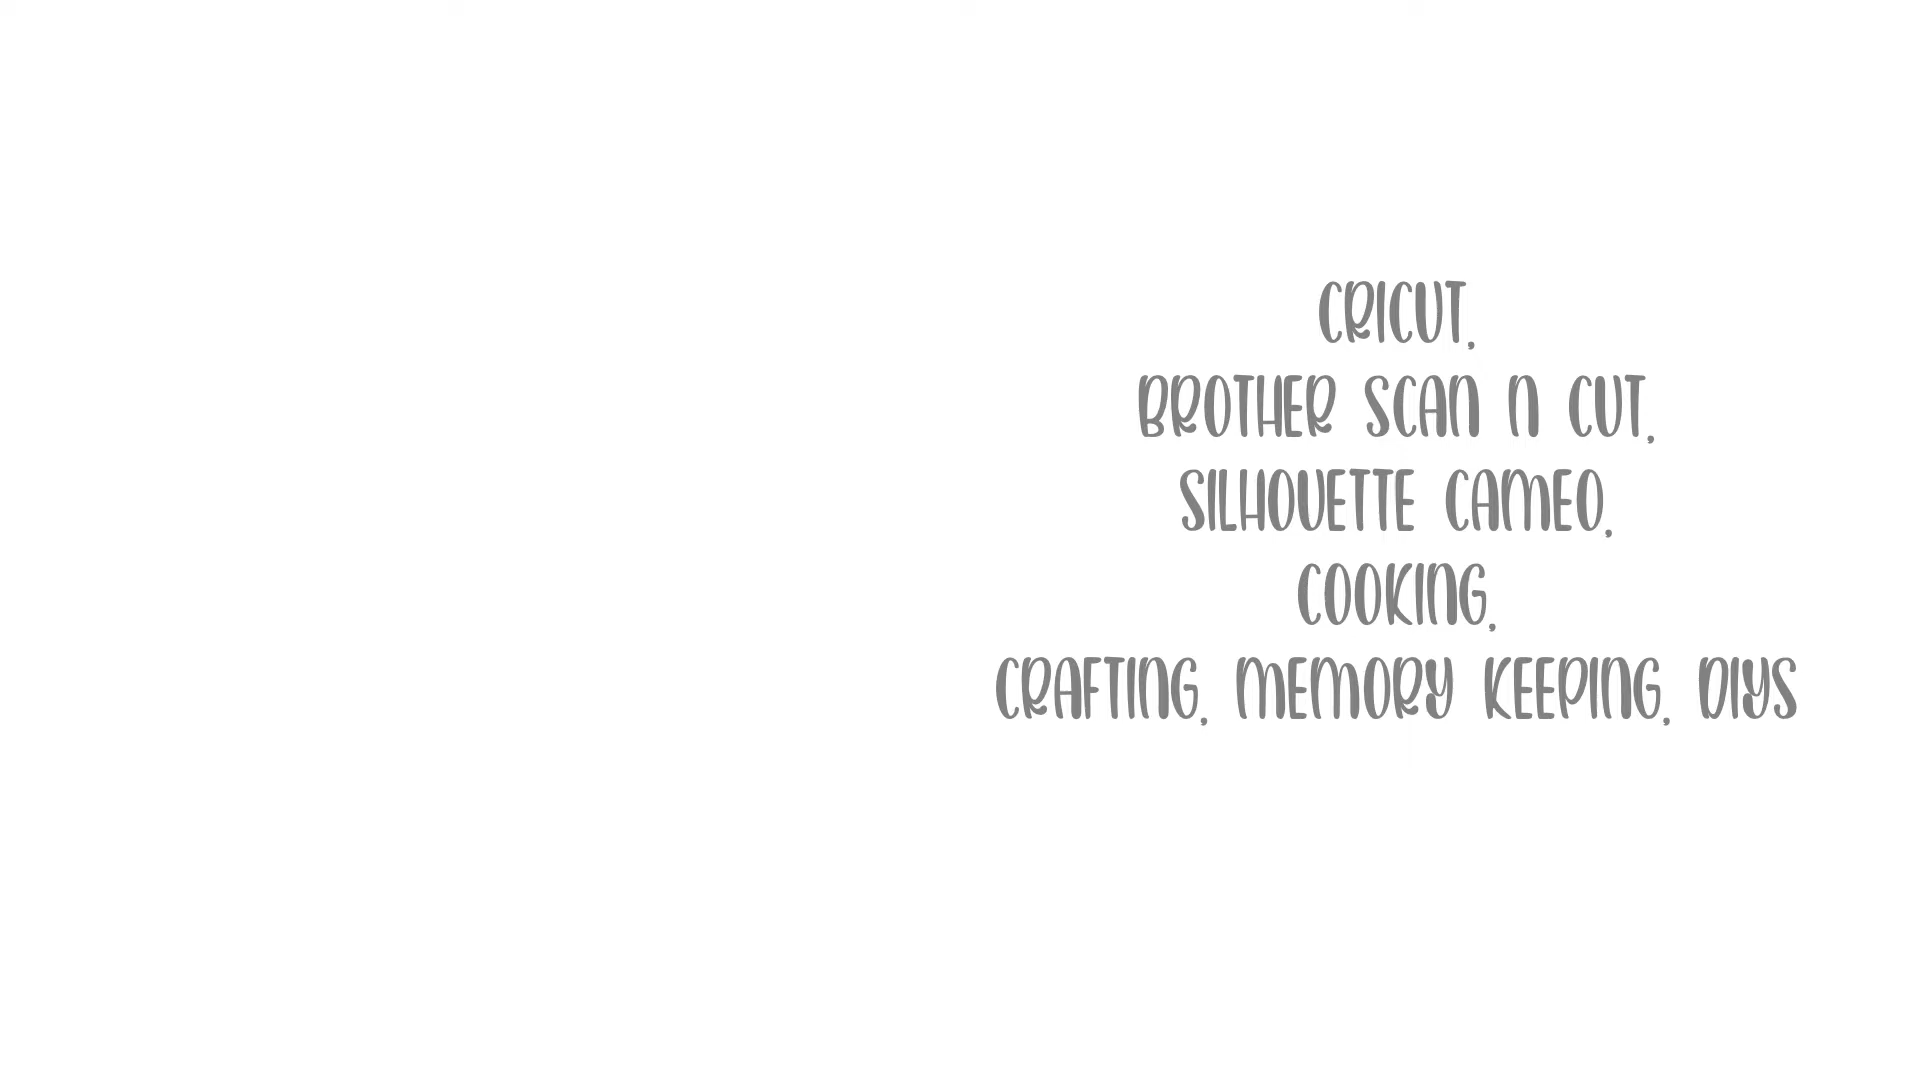 CRICUT,
BROTHER SCAN N CUT,
SILHOUETTE CAMEO,
COOKING,
CRAFTING, MEMORY KEEPING, DIYS